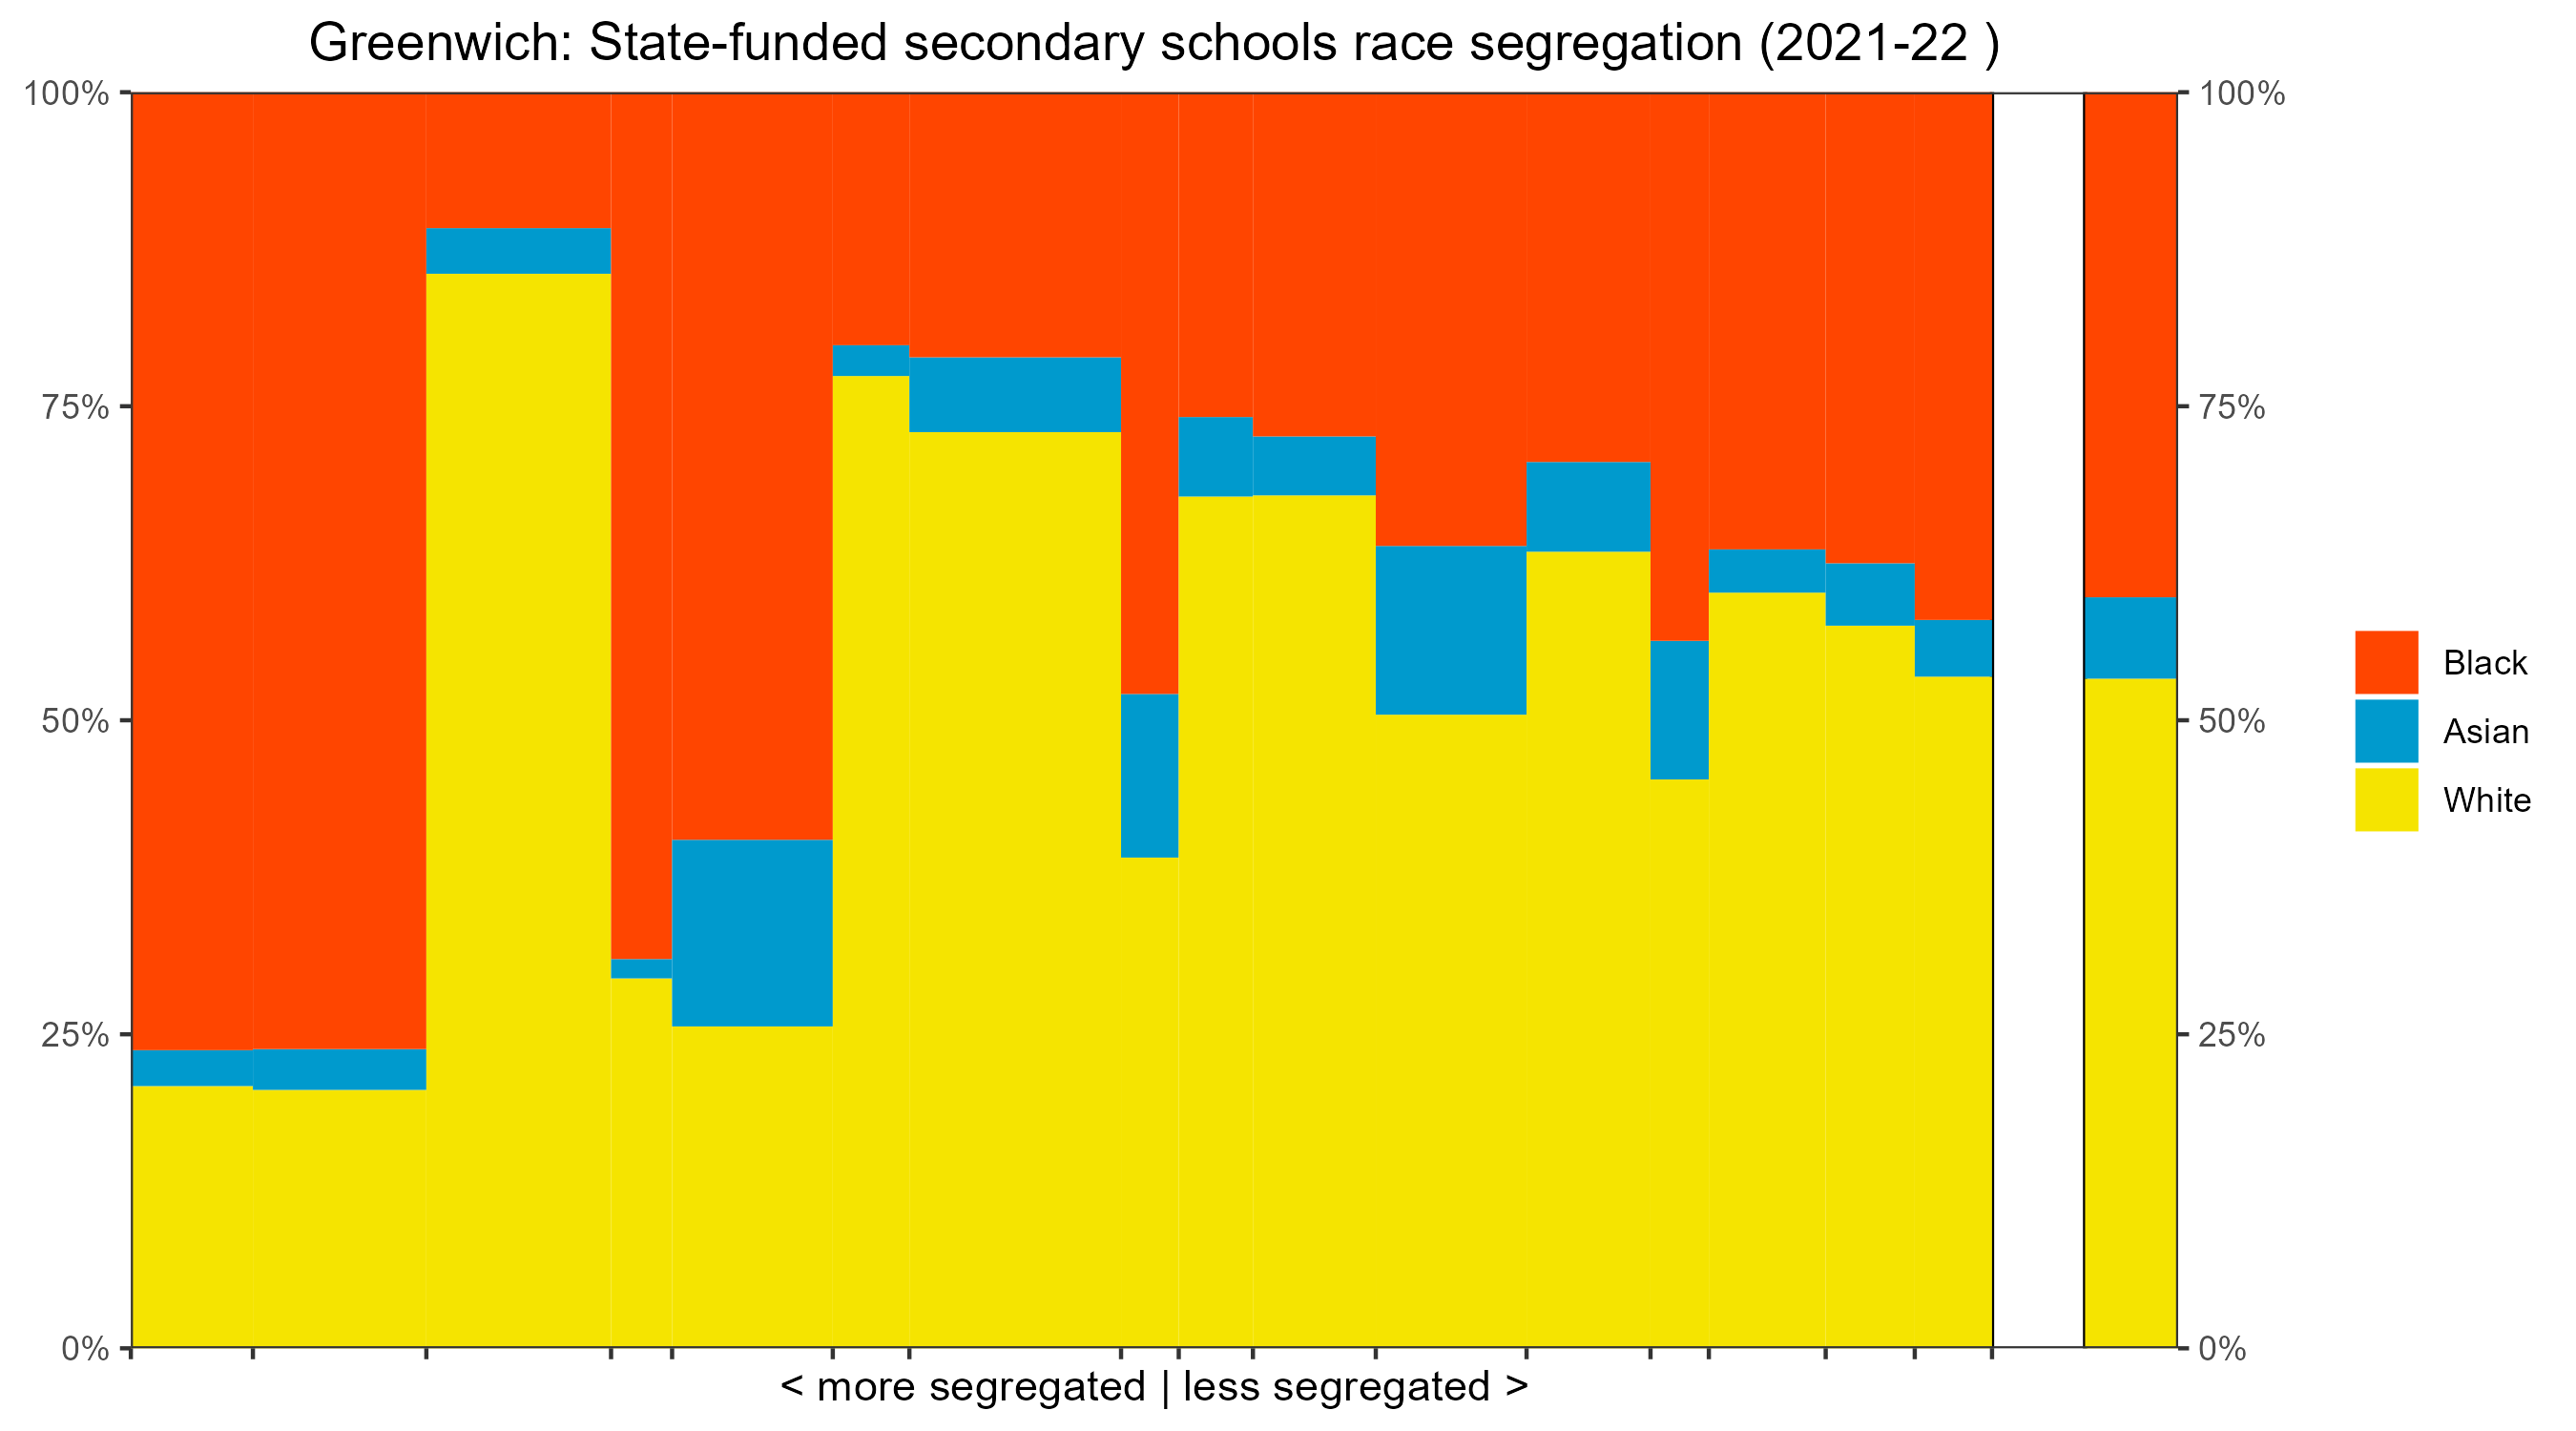 Greenwich: State-funded secondary schools race segregation (2021-22 )
100%
75%
50%
25%
0%
100%
75%
50%
25%
0%
Black
Asian
White
< more segregated | less segregated >